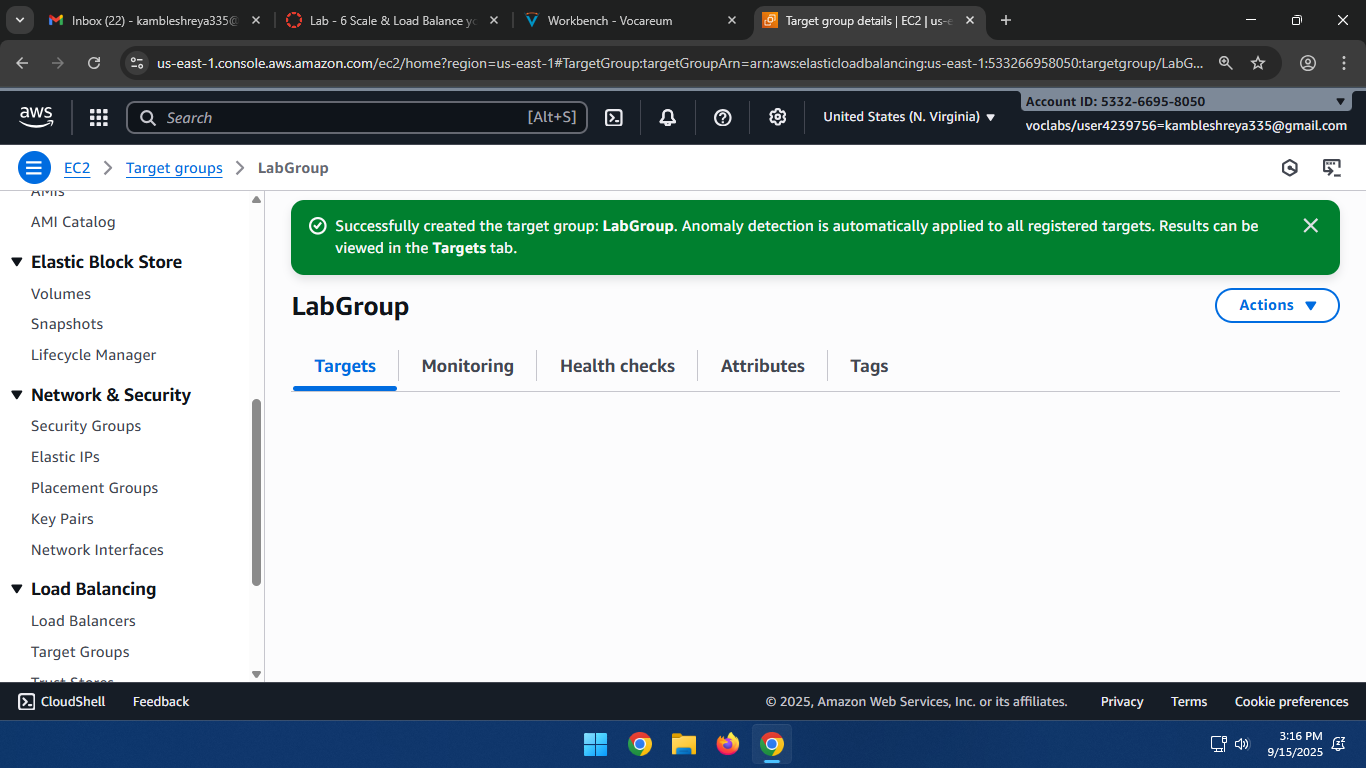 Inbox (22) - kambleshreya335@
Lab - 6 Scale & Load Balance yo
Workbench - Vocareum
Target group details | EC2 | us-e
us-east-1.console.aws.amazon.com/ec2/home?region=us-east-1#TargetGroup:targetGroupArn=arn:aws:elasticloadbalancing:us-east-1:533266958050:targetgroup/LabG...
aws
Search
[Alt+S]
United States (N. Virginia)
Account ID: 5332-6695-8050
voclabs/user4239756=kambleshreya335@gmail.com
EC2
Target groups
LabGroup
AMIs
AMI Catalog
Elastic Block Store
Volumes
Snapshots
Lifecycle Manager
Network & Security
Security Groups
Elastic IPs
Placement Groups
Key Pairs
Network Interfaces
Load Balancing
Load Balancers
Target Groups
Trust Stores
Successfully created the target group: LabGroup. Anomaly detection is automatically applied to all registered targets. Results can be
viewed in the Targets tab.
LabGroup
Actions
Targets
Monitoring
Health checks
Attributes
Tags
CloudShell
Feedback
© 2025, Amazon Web Services, Inc. or its affiliates.
Privacy
Terms
Cookie preferences
3:16 PM
9/15/2025